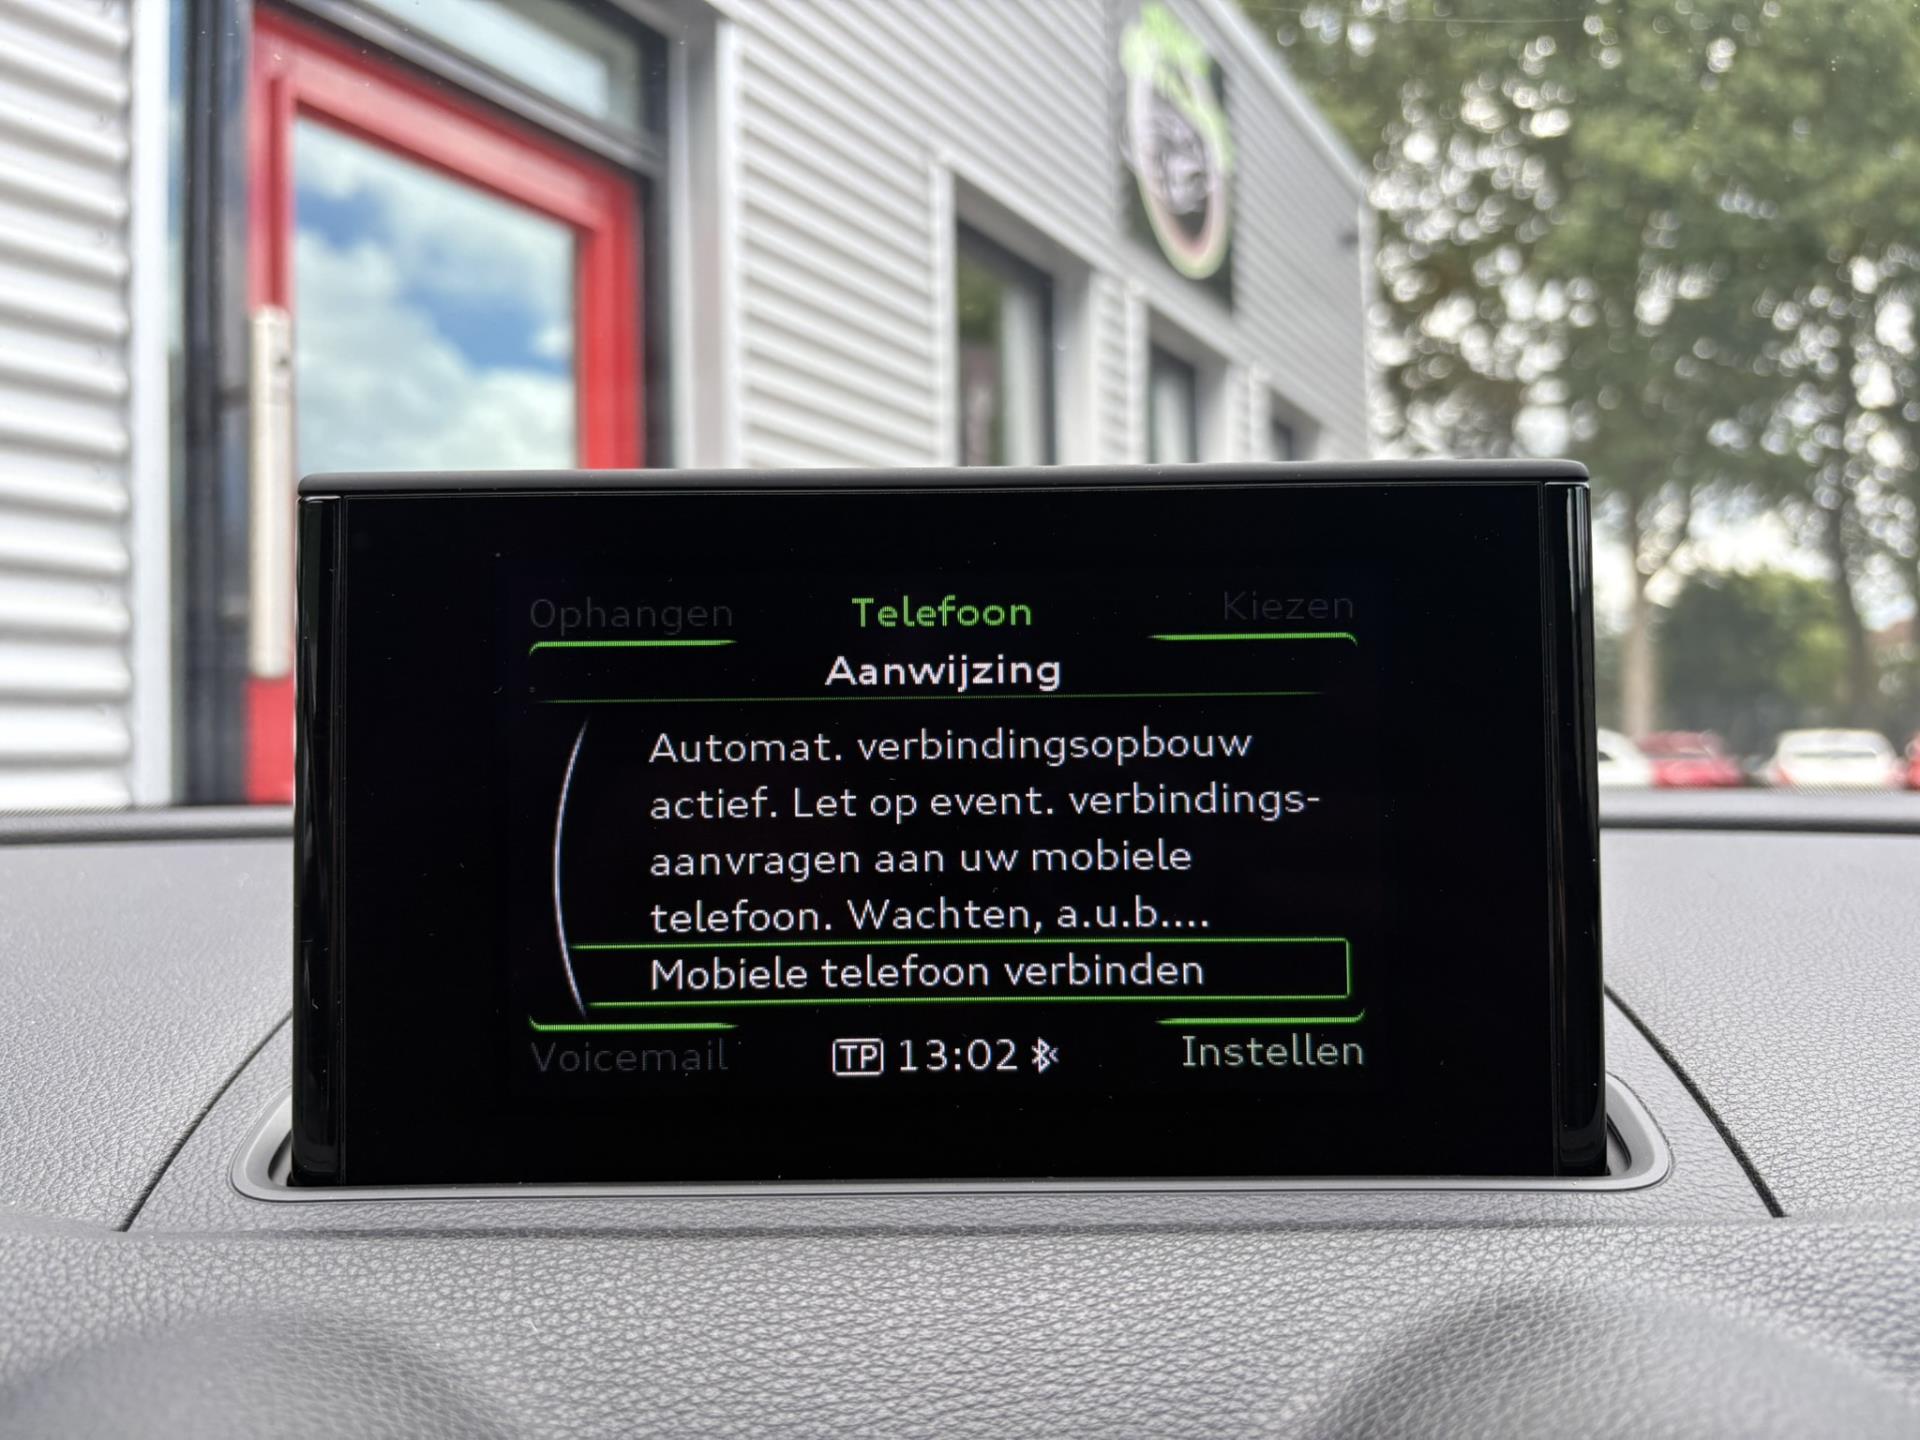 Ophangen Telefoon Kiezen
Aanwijzing
Automat. verbindingsopbouw
actief. Let op event. verbindings-
aanvragen aan uw mobiele
telefoon. Wachten, a.u.b....
Mobiele telefoon verbinden
Voicemail TP 13:02 Instellen